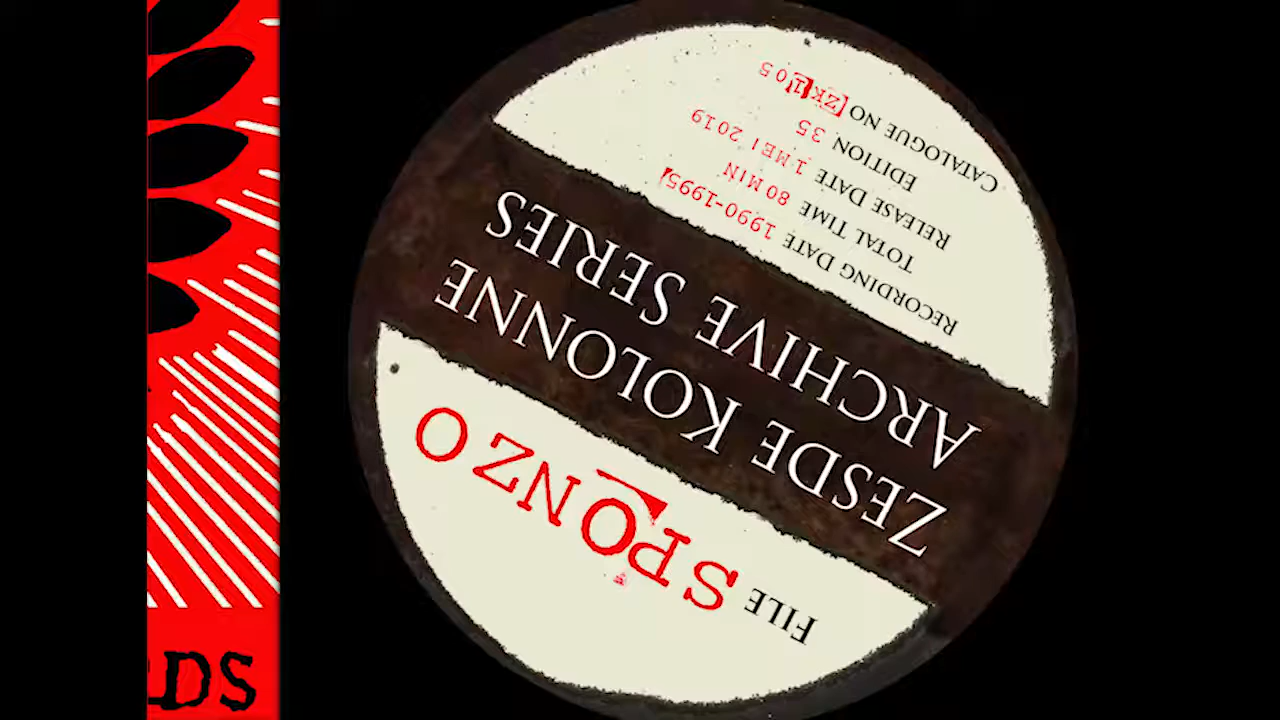 FILE SPONZO
ZESDE KOLONNE
ARCHIVE SERIES
RECORDING DATE 1990-1995
TOTAL TIME 80 MIN
RELEASE DATE 1 MEI 2019
EDITION 35
CATALOGUE NO ZK105
DS